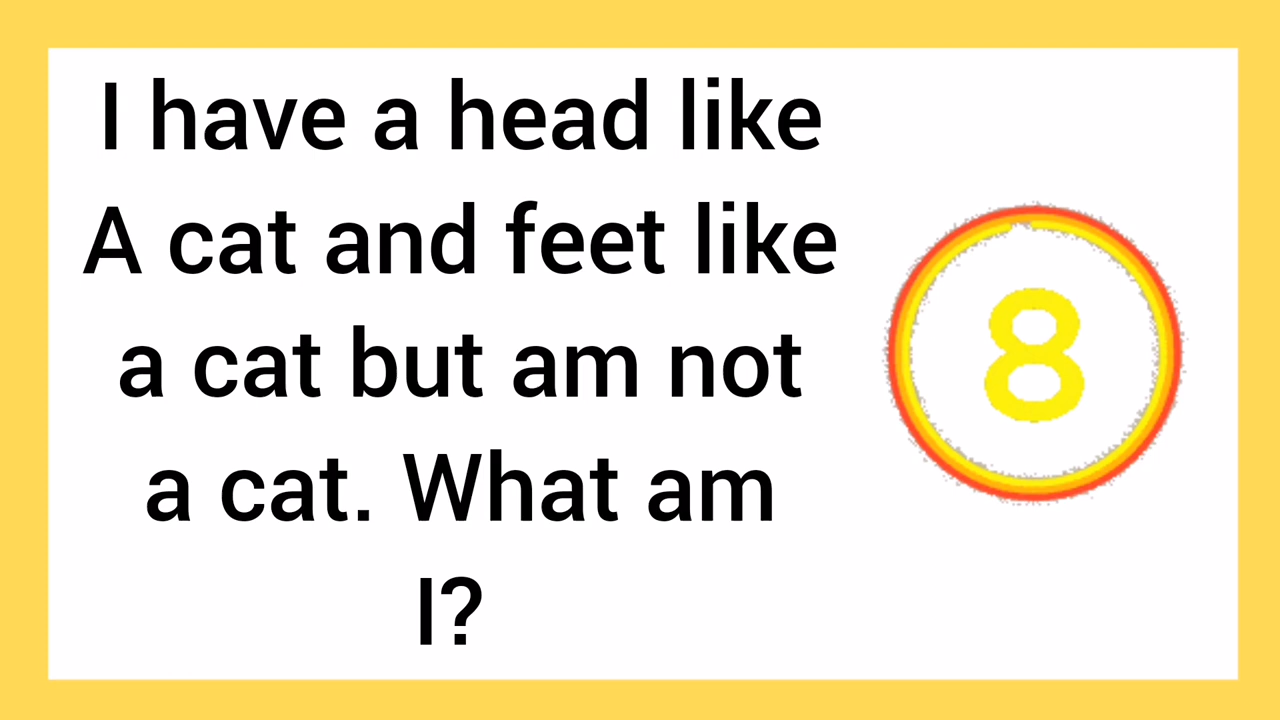 I have a head like
A cat and feet like
a cat but am not
a cat. What am
I?
8